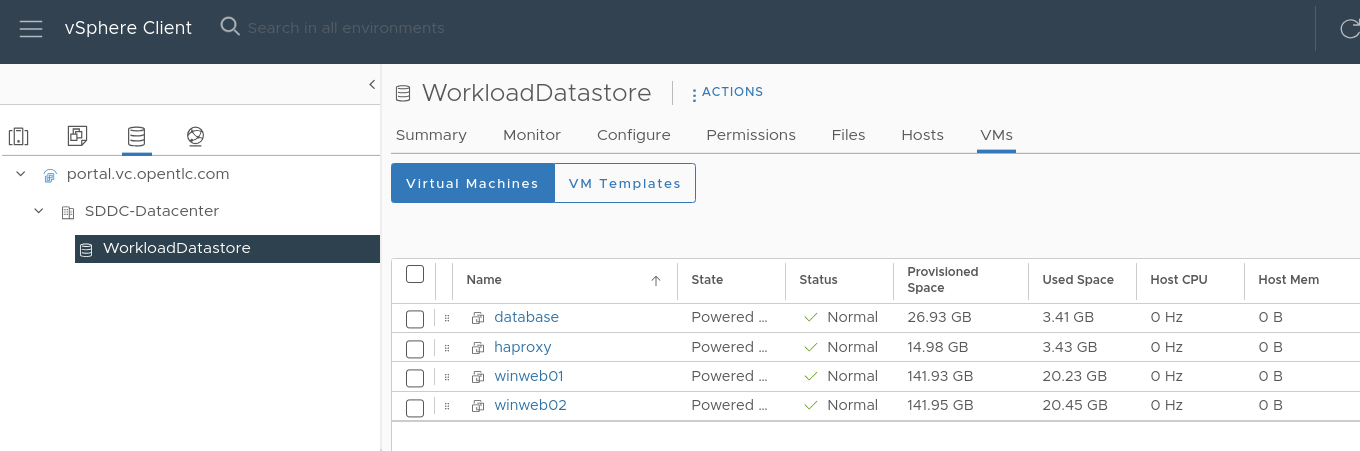 vSphere Client Search in all environments
WorkloadDatastore ACTIONS
Summary Monitor Configure Permissions Files Hosts VMs
portal.vc.opentlc.com
SDDC-Datacenter
WorkloadDatastore
Virtual Machines VM Templates
Name State Status Provisioned Space Used Space Host CPU Host Mem
database Powered ... Normal 26.93 GB 3.41 GB 0 Hz 0 B
haproxy Powered ... Normal 14.98 GB 3.43 GB 0 Hz 0 B
winweb01 Powered ... Normal 141.93 GB 20.23 GB 0 Hz 0 B
winweb02 Powered ... Normal 141.95 GB 20.45 GB 0 Hz 0 B